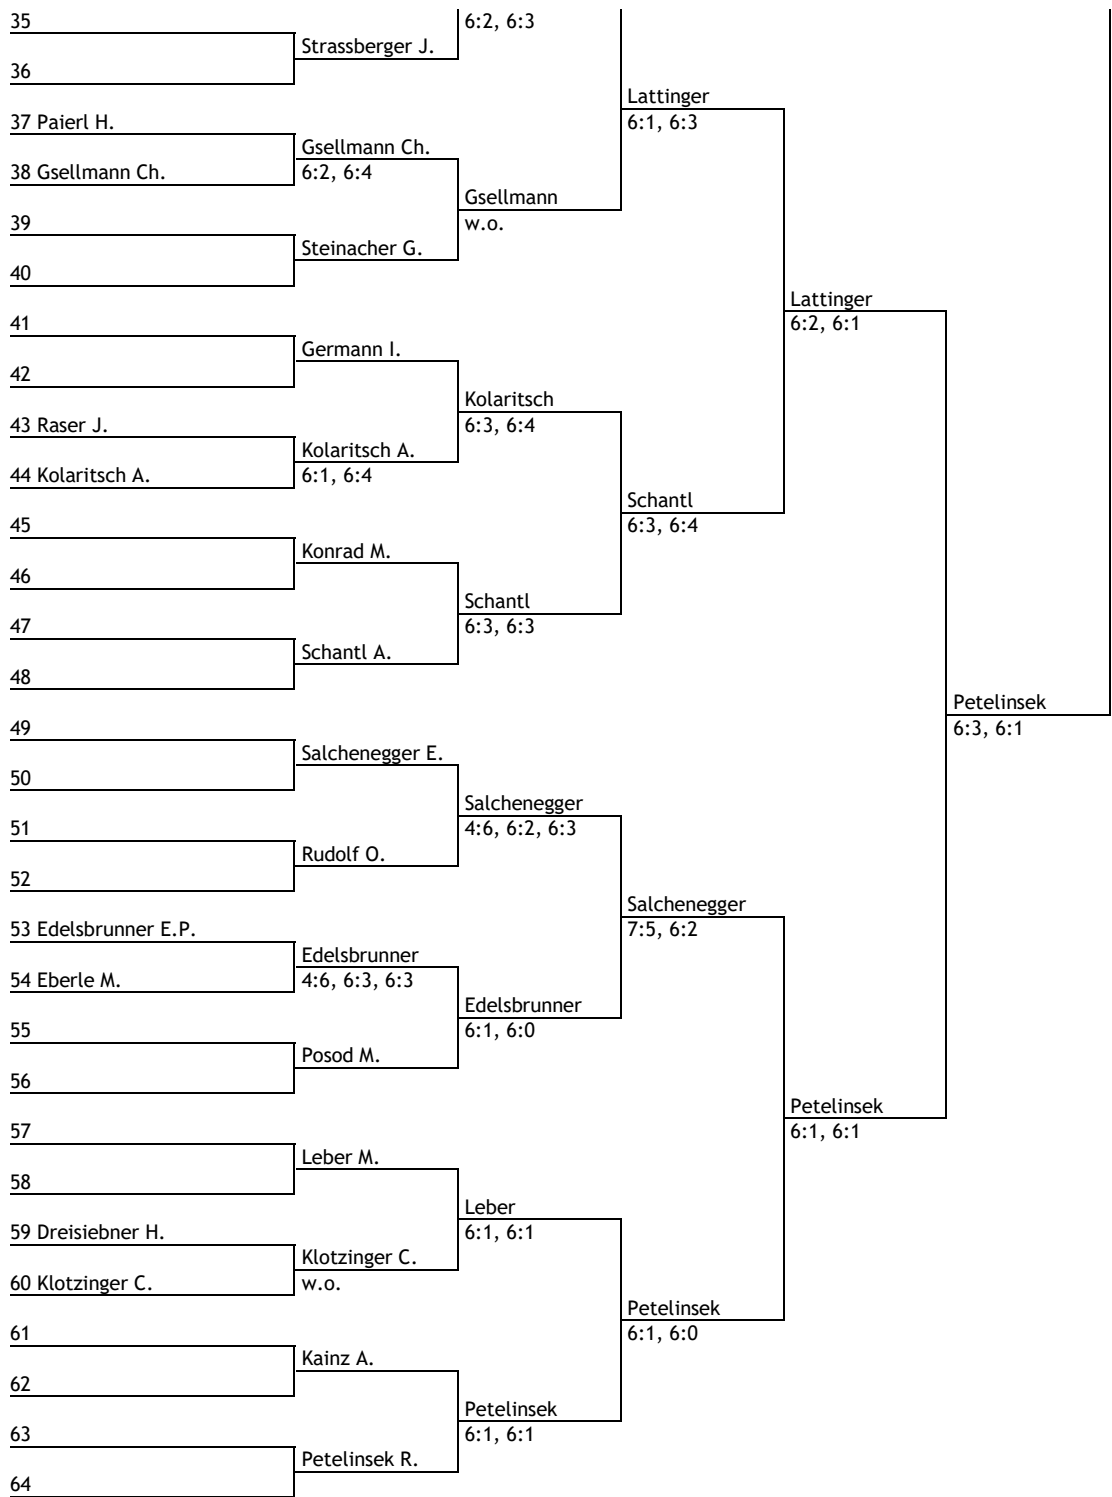 35
6:2, 6:3
Strassberger J.
36
Lattinger
37 Paierl H.
6:1, 6:3
Gsellmann Ch.
38 Gsellmann Ch.
6:2, 6:4
Gsellmann
39
w.o.
Steinacher G.
40
Lattinger
41
6:2, 6:1
Germann I.
42
Kolaritsch
43 Raser J.
6:3, 6:4
Kolaritsch A.
44 Kolaritsch A.
6:1, 6:4
Schantl
45
6:3, 6:4
Konrad M.
46
Schantl
47
6:3, 6:3
Schantl A.
48
Petelinsek
49
6:3, 6:1
Salchenegger E.
50
Salchenegger
51
4:6, 6:2, 6:3
Rudolf O.
52
Salchenegger
53 Edelsbrunner E.P.
7:5, 6:2
Edelsbrunner
54 Eberle M.
4:6, 6:3, 6:3
Edelsbrunner
55
6:1, 6:0
Posod M.
56
Petelinsek
57
6:1, 6:1
Leber M.
58
Leber
59 Dreisiebner H.
6:1, 6:1
Klotzinger C.
60 Klotzinger C.
w.o.
Petelinsek
61
6:1, 6:0
Kainz A.
62
Petelinsek
63
6:1, 6:1
Petelinsek R.
64